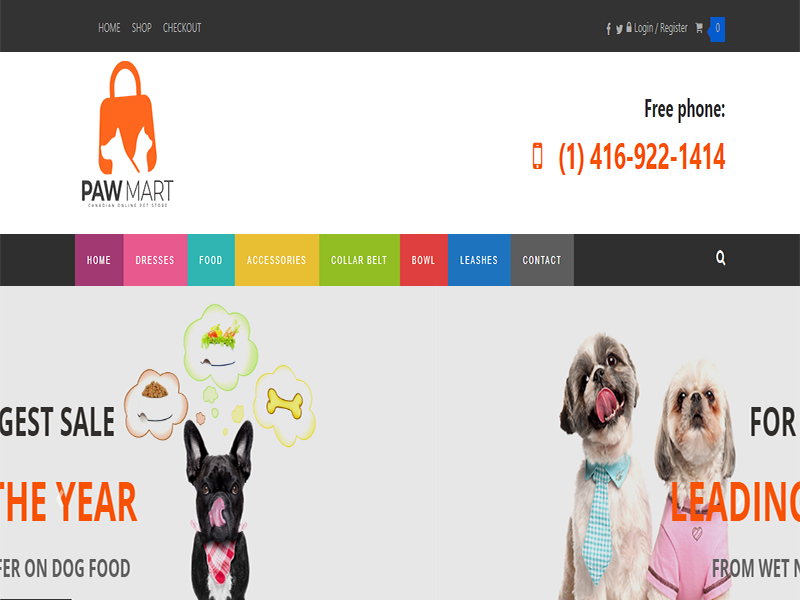 HOME SHOP CHECKOUT
Login / Register 0
PAW MART
CANADIAN ONLINE PET STORE
Free phone:
(1) 416-922-1414
HOME DRESSES FOOD ACCESSORIES COLLAR BELT BOWL LEASHES CONTACT
GEST SALE
THE YEAR
FER ON DOG FOOD
FOR
LEADING
FROM WET N